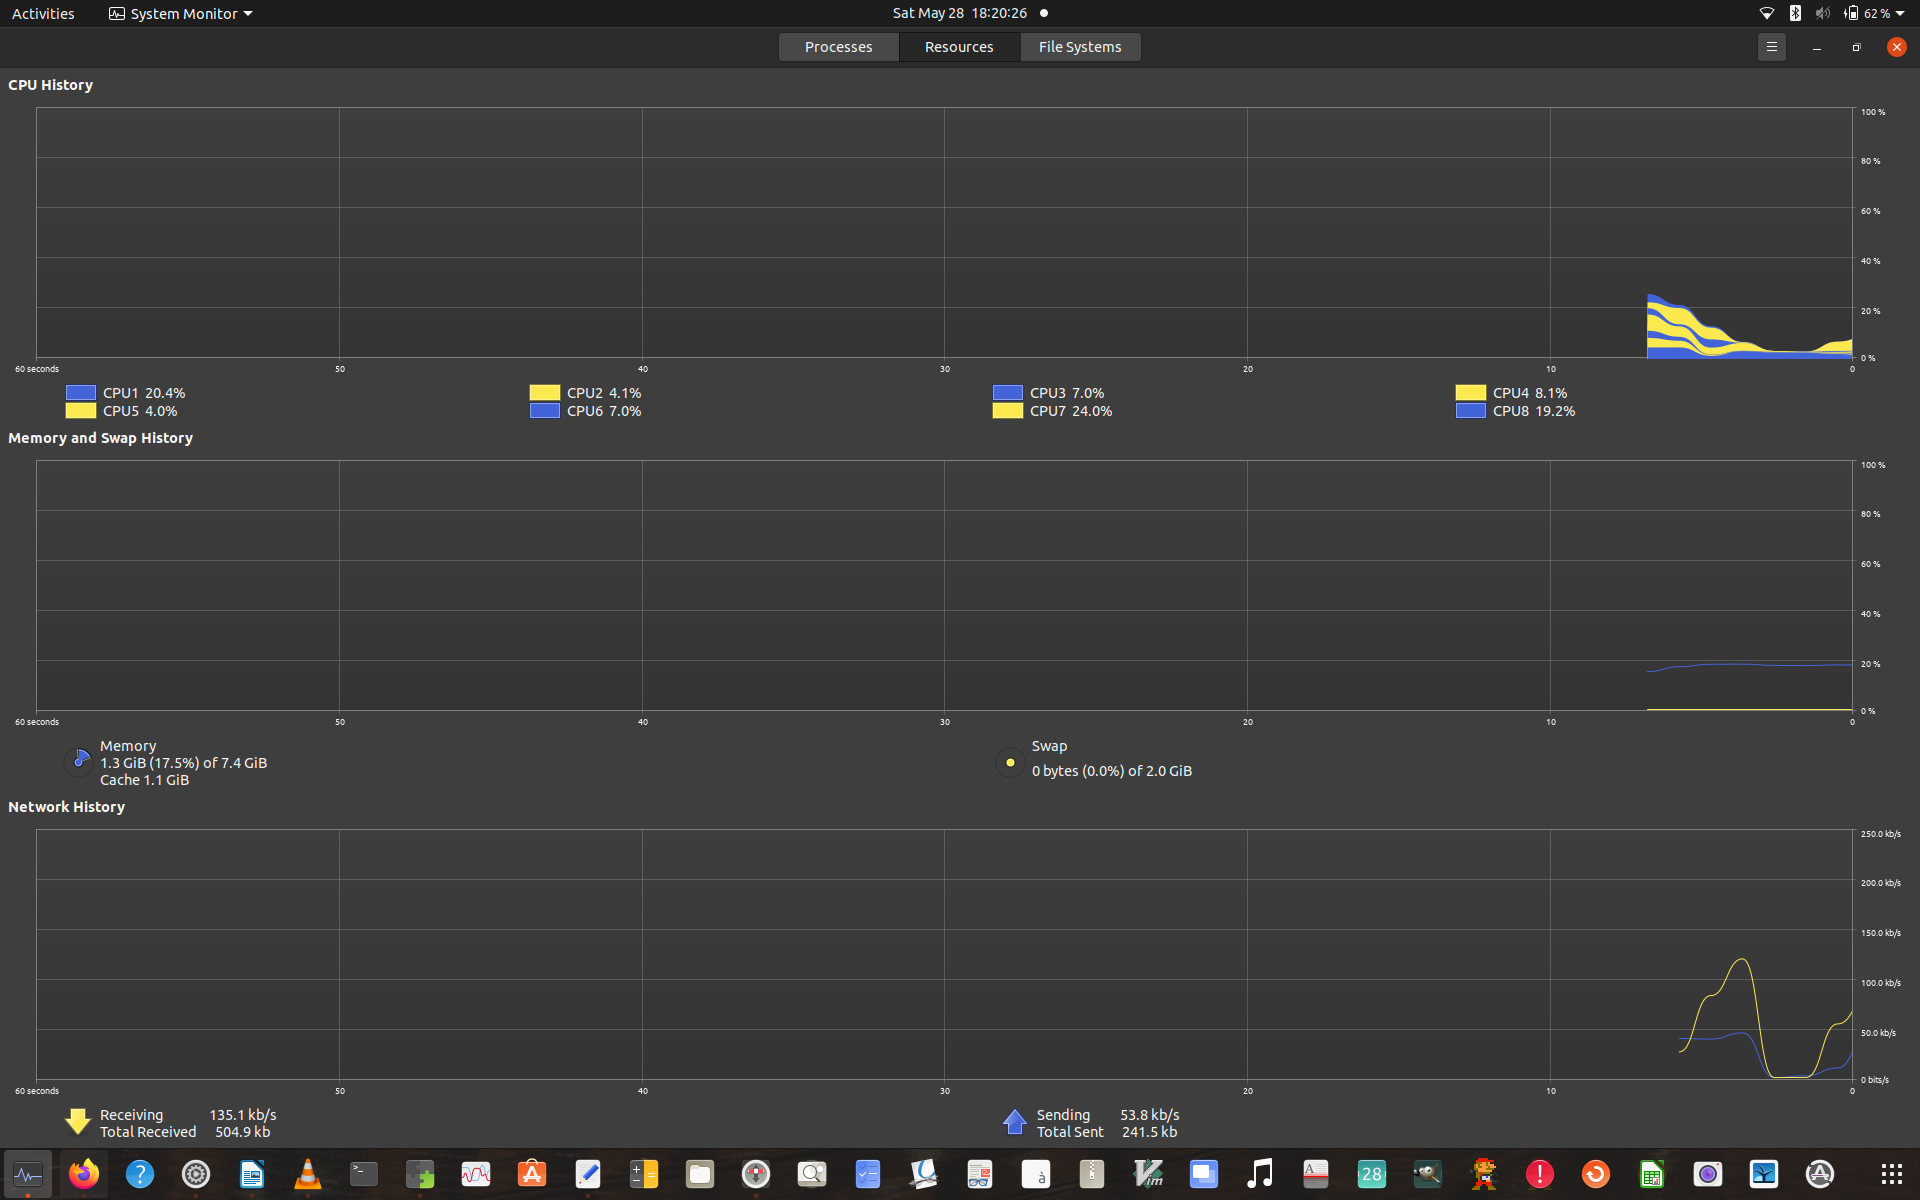 Activities System Monitor Sat May 28 18:20:26 62 %
Processes Resources File Systems
CPU History
100 %
80 %
60 %
40 %
20 %
0 %
60 seconds 50 40 30 20 10 0
CPU1 20.4% CPU2 4.1% CPU3 7.0% CPU4 8.1%
CPU5 4.0% CPU6 7.0% CPU7 24.0% CPU8 19.2%
Memory and Swap History
100 %
80 %
60 %
40 %
20 %
0 %
60 seconds 50 40 30 20 10 0
Memory Swap
1.3 GiB (17.5%) of 7.4 GiB 0 bytes (0.0%) of 2.0 GiB
Cache 1.1 GiB
Network History
250.0 kb/s
200.0 kb/s
150.0 kb/s
100.0 kb/s
50.0 kb/s
0 bits/s
60 seconds 50 40 30 20 10 0
Receiving 135.1 kb/s Sending 53.8 kb/s
Total Received 504.9 kb Total Sent 241.5 kb
? >_ A à Vim A 28 !